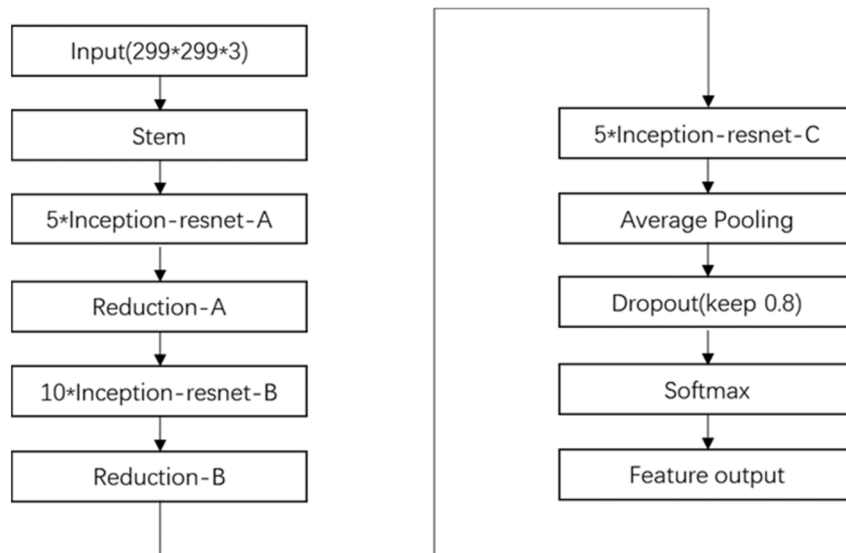 Input(299*299*3)
Stem
5*Inception-resnet-A
Reduction-A
10*Inception-resnet-B
Reduction-B
5*Inception-resnet-C
Average Pooling
Dropout(keep 0.8)
Softmax
Feature output